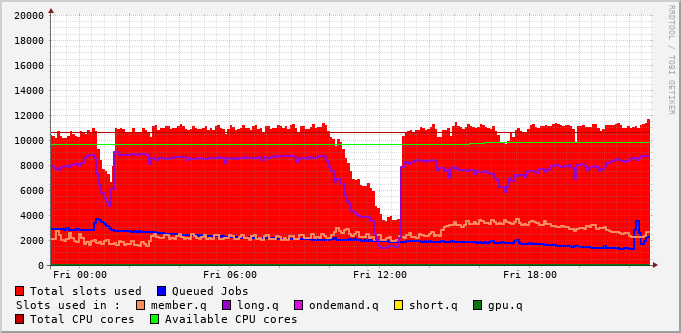 20000
18000
16000
14000
12000
10000
8000
6000
4000
2000
0
Fri 00:00 Fri 06:00 Fri 12:00 Fri 18:00
Total slots used Queued Jobs
Slots used in : member.q long.q ondemand.q short.q gpu.q
Total CPU cores Available CPU cores
RRDTOOL / TOBI OETIKER